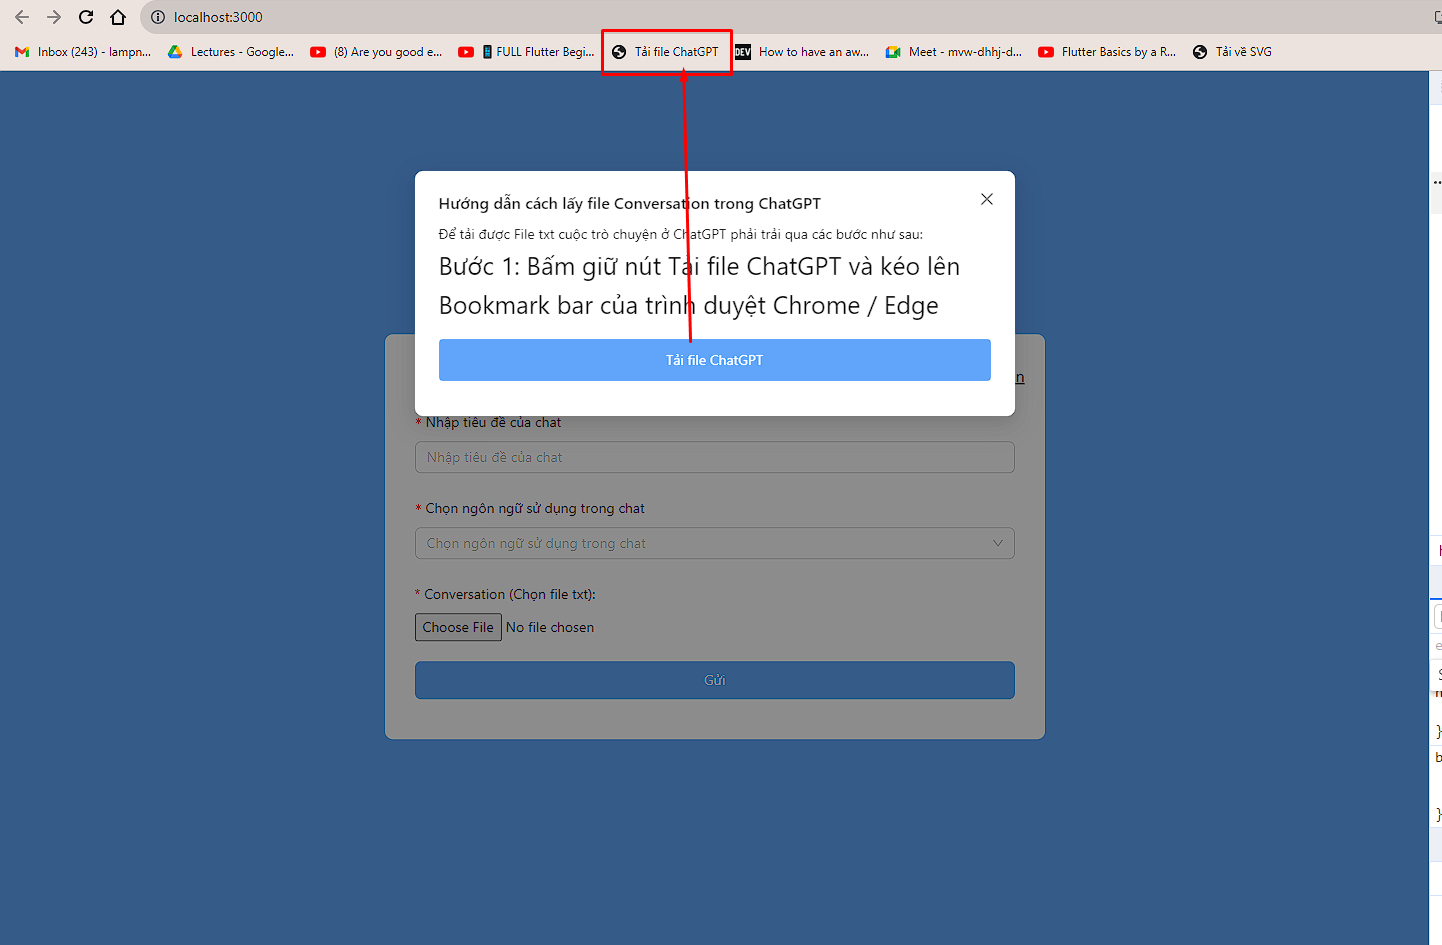 localhost:3000
Inbox (243) - lampn... Lectures - Google... (8) Are you good e... FULL Flutter Begi... Tải file ChatGPT DEV How to have an aw... Meet - mvw-dhhj-d... Flutter Basics by a R... Tải về SVG
Hướng dẫn cách lấy file Conversation trong ChatGPT
Để tải được File txt cuộc trò chuyện ở ChatGPT phải trải qua các bước như sau:
Bước 1: Bấm giữ nút Tải file ChatGPT và kéo lên
Bookmark bar của trình duyệt Chrome / Edge
Tải file ChatGPT
n
* Nhập tiêu đề của chat
Nhập tiêu đề của chat
* Chọn ngôn ngữ sử dụng trong chat
Chọn ngôn ngữ sử dụng trong chat
* Conversation (Chọn file txt):
Choose File No file chosen
Gửi
}
b
}